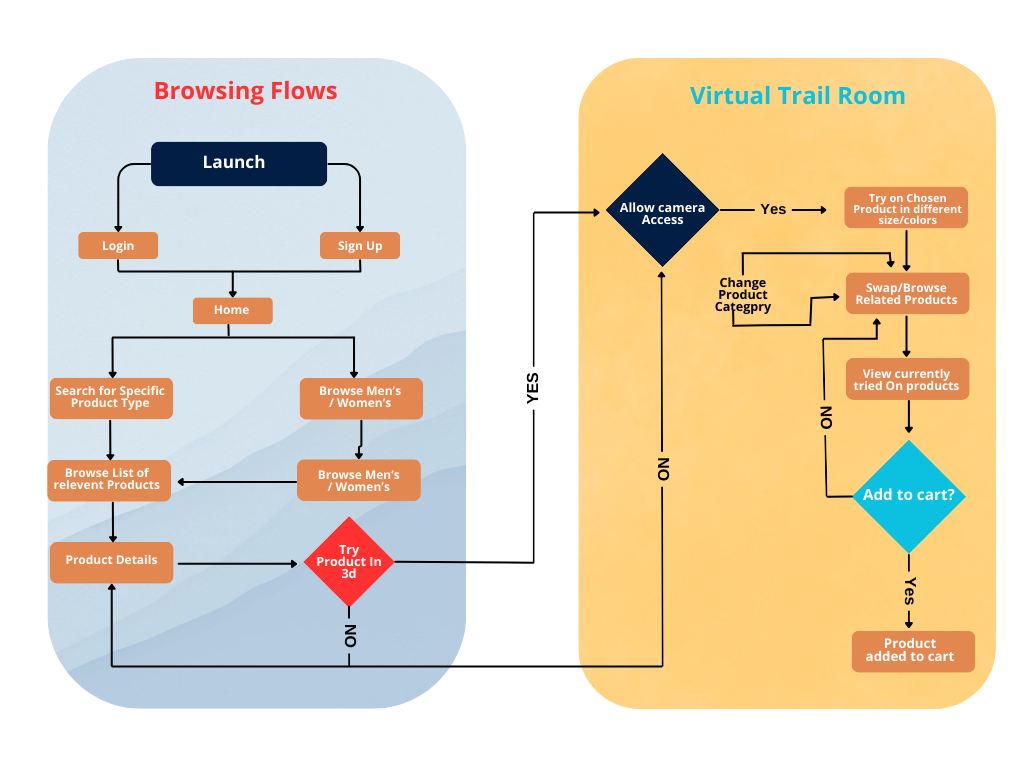 Browsing Flows
Launch
Login
Sign Up
Home
Search for Specific
Product Type
Browse Men's
/ Women's
Browse List of
relevent Products
Browse Men's
/ Women's
Product Details
Try
Product In
3d
NO
YES
Virtual Trail Room
Allow camera
Access
Yes
Try on Chosen
Product in different
size/colors
Change
Product
Categpry
Swap/Browse
Related Products
View currently
tried On products
NO
NO
Add to cart?
Yes
Product
added to cart